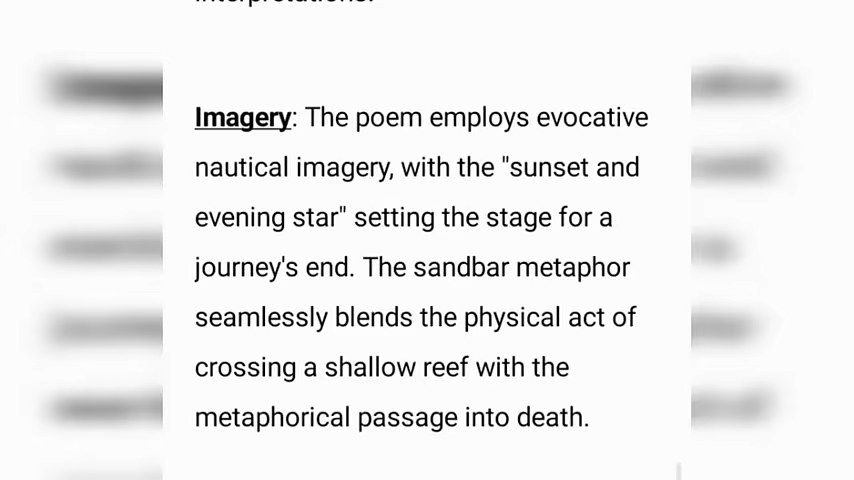 interpretations.
Imagery: The poem employs evocative
nautical imagery, with the "sunset and
evening star" setting the stage for a
journey's end. The sandbar metaphor
seamlessly blends the physical act of
crossing a shallow reef with the
metaphorical passage into death.